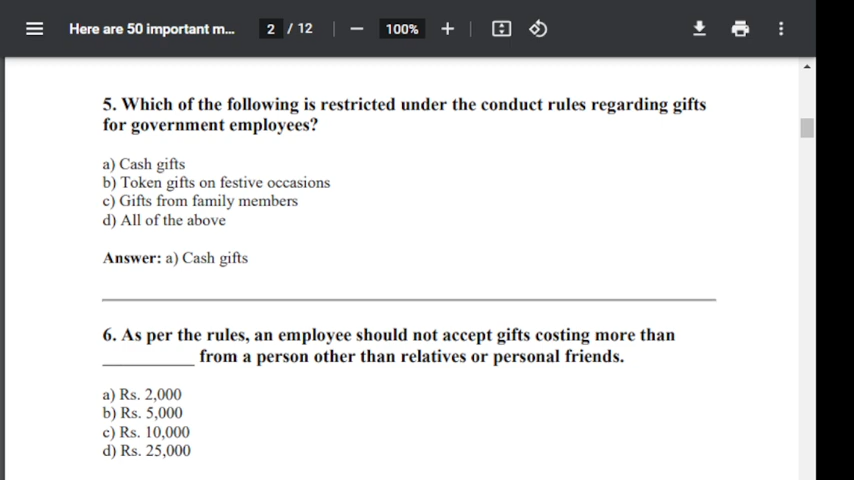 Here are 50 important m... 2 / 12 100%
5. Which of the following is restricted under the conduct rules regarding gifts
for government employees?
a) Cash gifts
b) Token gifts on festive occasions
c) Gifts from family members
d) All of the above
Answer: a) Cash gifts
6. As per the rules, an employee should not accept gifts costing more than
__________ from a person other than relatives or personal friends.
a) Rs. 2,000
b) Rs. 5,000
c) Rs. 10,000
d) Rs. 25,000